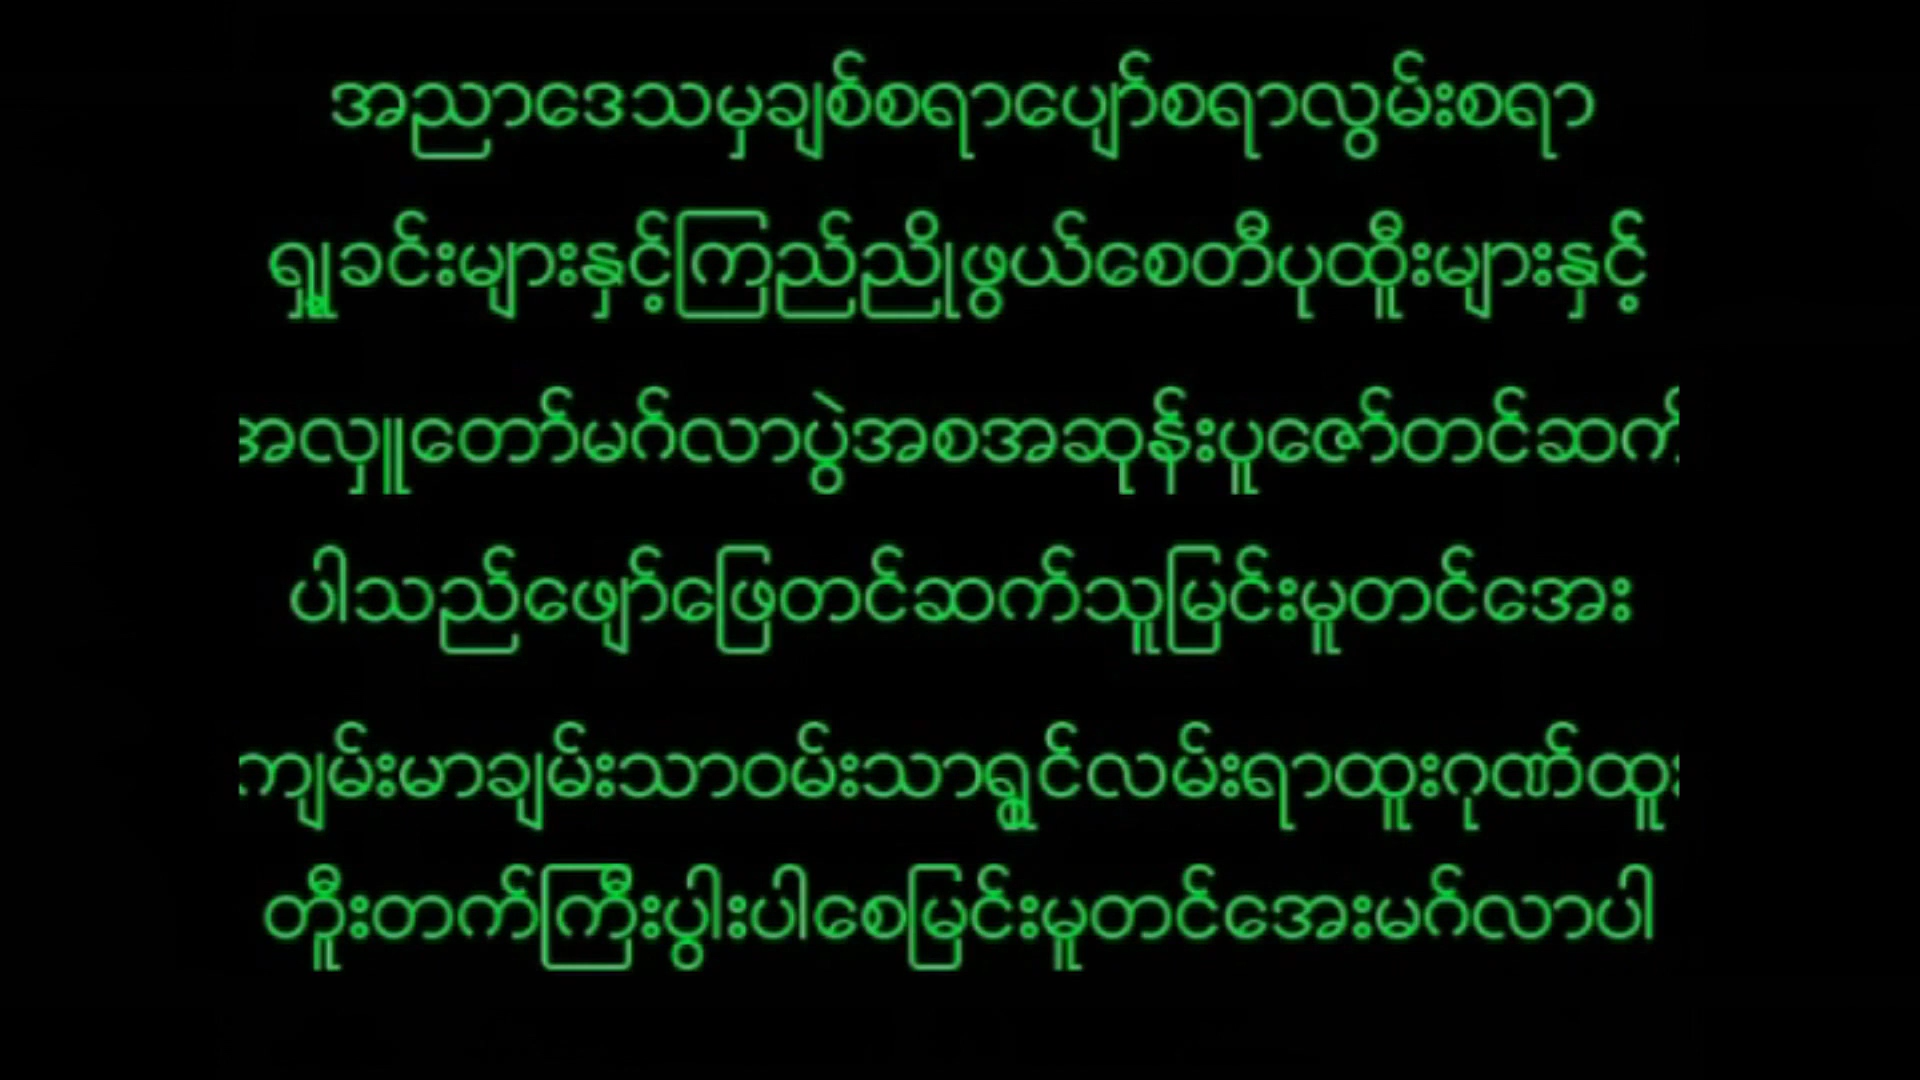 အညာဒေသမှချစ်စရာပျော်စရာလွမ်းစရာ
ရှုခင်းများနှင့်ကြည်ညိုဖွယ်စေတီပုထိုးများနှင့်
အလှူတော်မင်္ဂလာပွဲအစအဆုန်းပူဇော်တင်ဆက်
ပါသည်ဖျော်ဖြေတင်ဆက်သူမြင်းမူတင်အေး
ကျမ်းမာချမ်းသာဝမ်းသာရွှင်လမ်းရာထူးဂုဏ်ထူး
တိူးတက်ကြီးပွါးပါစေမြင်းမူတင်အေးမင်္ဂလာပါ